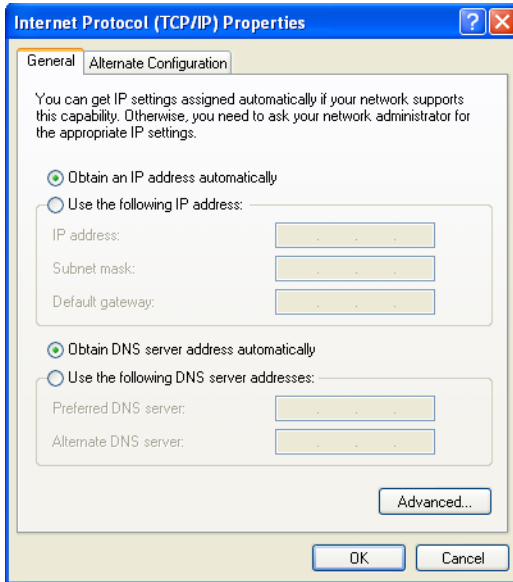 Internet Protocol (TCP/IP) Properties
General
Alternate Configuration
You can get IP settings assigned automatically if your network supports
this capability. Otherwise, you need to ask your network administrator for
the appropriate IP settings.
Obtain an IP address automatically
Use the following IP address:
IP address:
Subnet mask:
Default gateway:
Obtain DNS server address automatically
Use the following DNS server addresses:
Preferred DNS server:
Alternate DNS server:
Advanced...
OK
Cancel